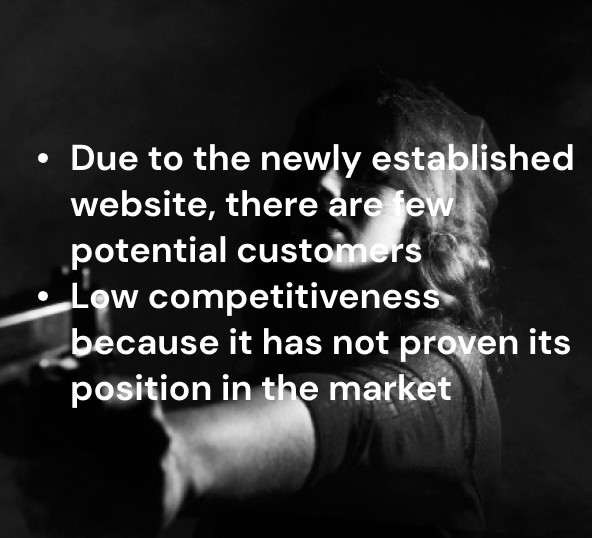 • Due to the newly established
website, there are few
potential customers
• Low competitiveness
because it has not proven its
position in the market